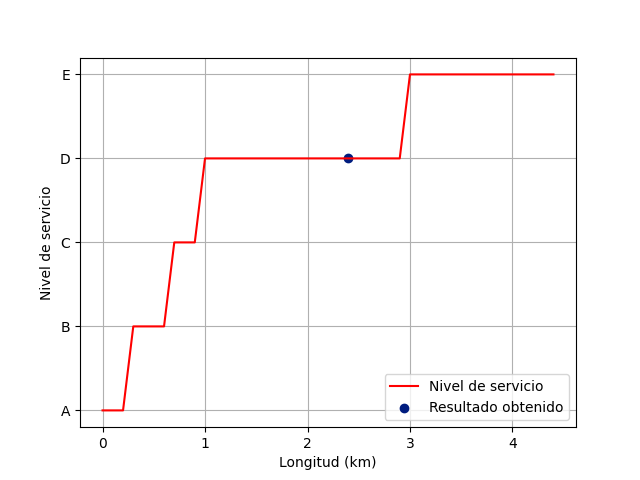 E
D
C
B
A
Nivel de servicio
0 1 2 3 4
Longitud (km)
Nivel de servicio
Resultado obtenido